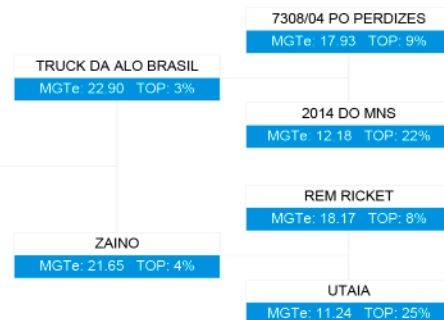 7308/04 PO PERDIZES
MGTe: 17.93 TOP: 9%
TRUCK DA ALO BRASIL
MGTe: 22.90 TOP: 3%
2014 DO MNS
MGTe: 12.18 TOP: 22%
REM RICKET
MGTe: 18.17 TOP: 8%
ZAINO
MGTe: 21.65 TOP: 4%
UTAIA
MGTe: 11.24 TOP: 25%